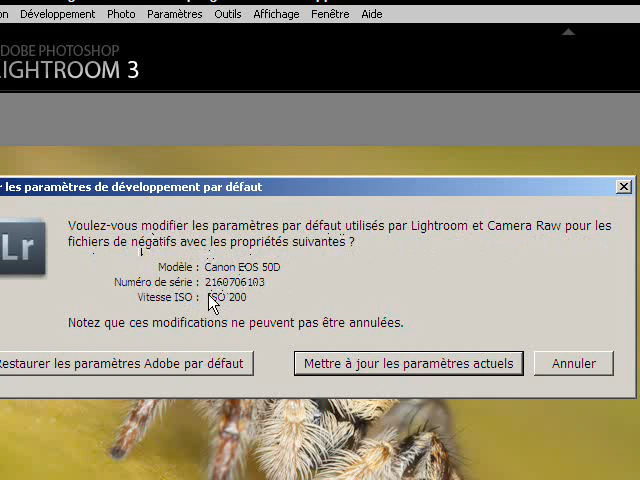 Développement Photo Paramètres Outils Affichage Fenêtre Aide
ADOBE PHOTOSHOP
LIGHTROOM 3
r les paramètres de développement par défaut
Lr
Voulez-vous modifier les paramètres par défaut utilisés par Lightroom et Camera Raw pour les
fichiers de négatifs avec les propriétés suivantes ?
Modèle : Canon EOS 50D
Numéro de série : 2160706103
Vitesse ISO : ISO 200
Notez que ces modifications ne peuvent pas être annulées.
Restaurer les paramètres Adobe par défaut
Mettre à jour les paramètres actuels
Annuler